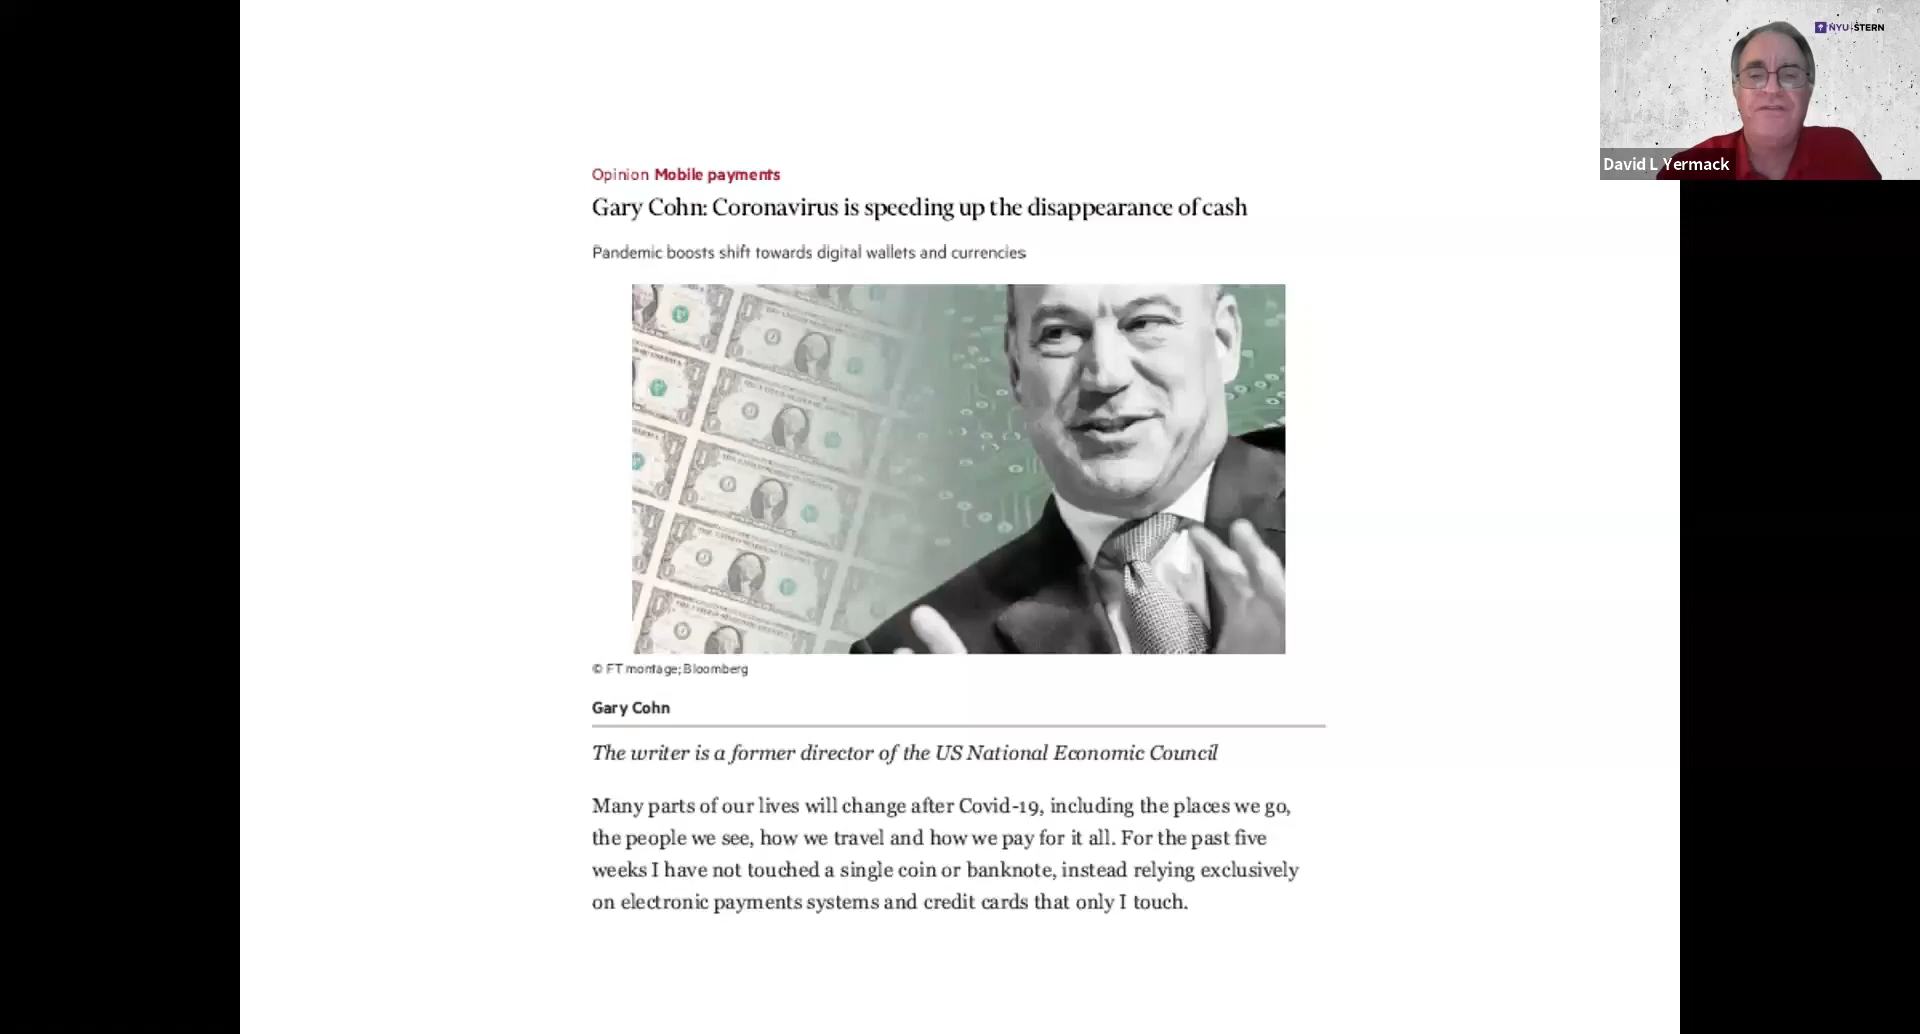 NYU STERN
David L Yermack
Opinion Mobile payments
Gary Cohn: Coronavirus is speeding up the disappearance of cash
Pandemic boosts shift towards digital wallets and currencies
© FT montage; Bloomberg
Gary Cohn
The writer is a former director of the US National Economic Council
Many parts of our lives will change after Covid-19, including the places we go,
the people we see, how we travel and how we pay for it all. For the past five
weeks I have not touched a single coin or banknote, instead relying exclusively
on electronic payments systems and credit cards that only I touch.